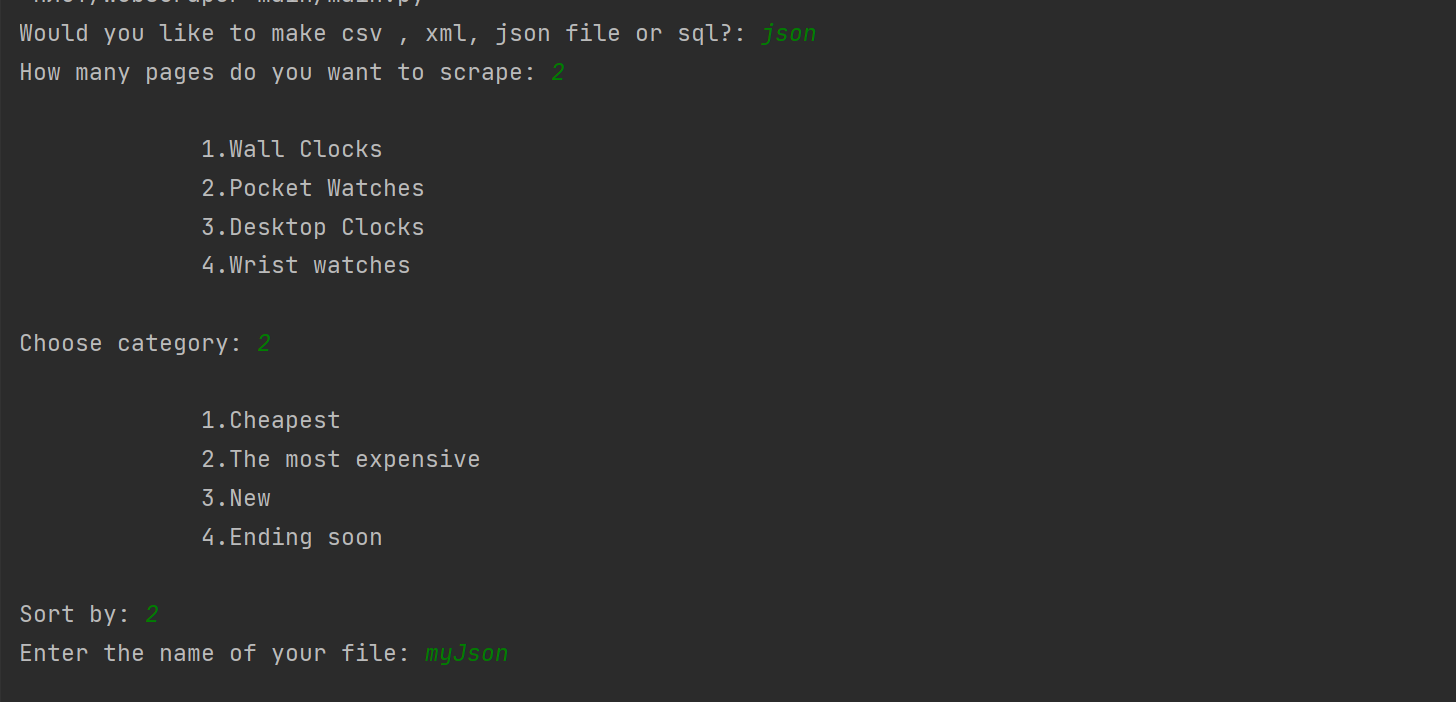 Would you like to make csv , xml, json file or sql?: json
How many pages do you want to scrape: 2
1.Wall Clocks
2.Pocket Watches
3.Desktop Clocks
4.Wrist watches
Choose category: 2
1.Cheapest
2.The most expensive
3.New
4.Ending soon
Sort by: 2
Enter the name of your file: myJson